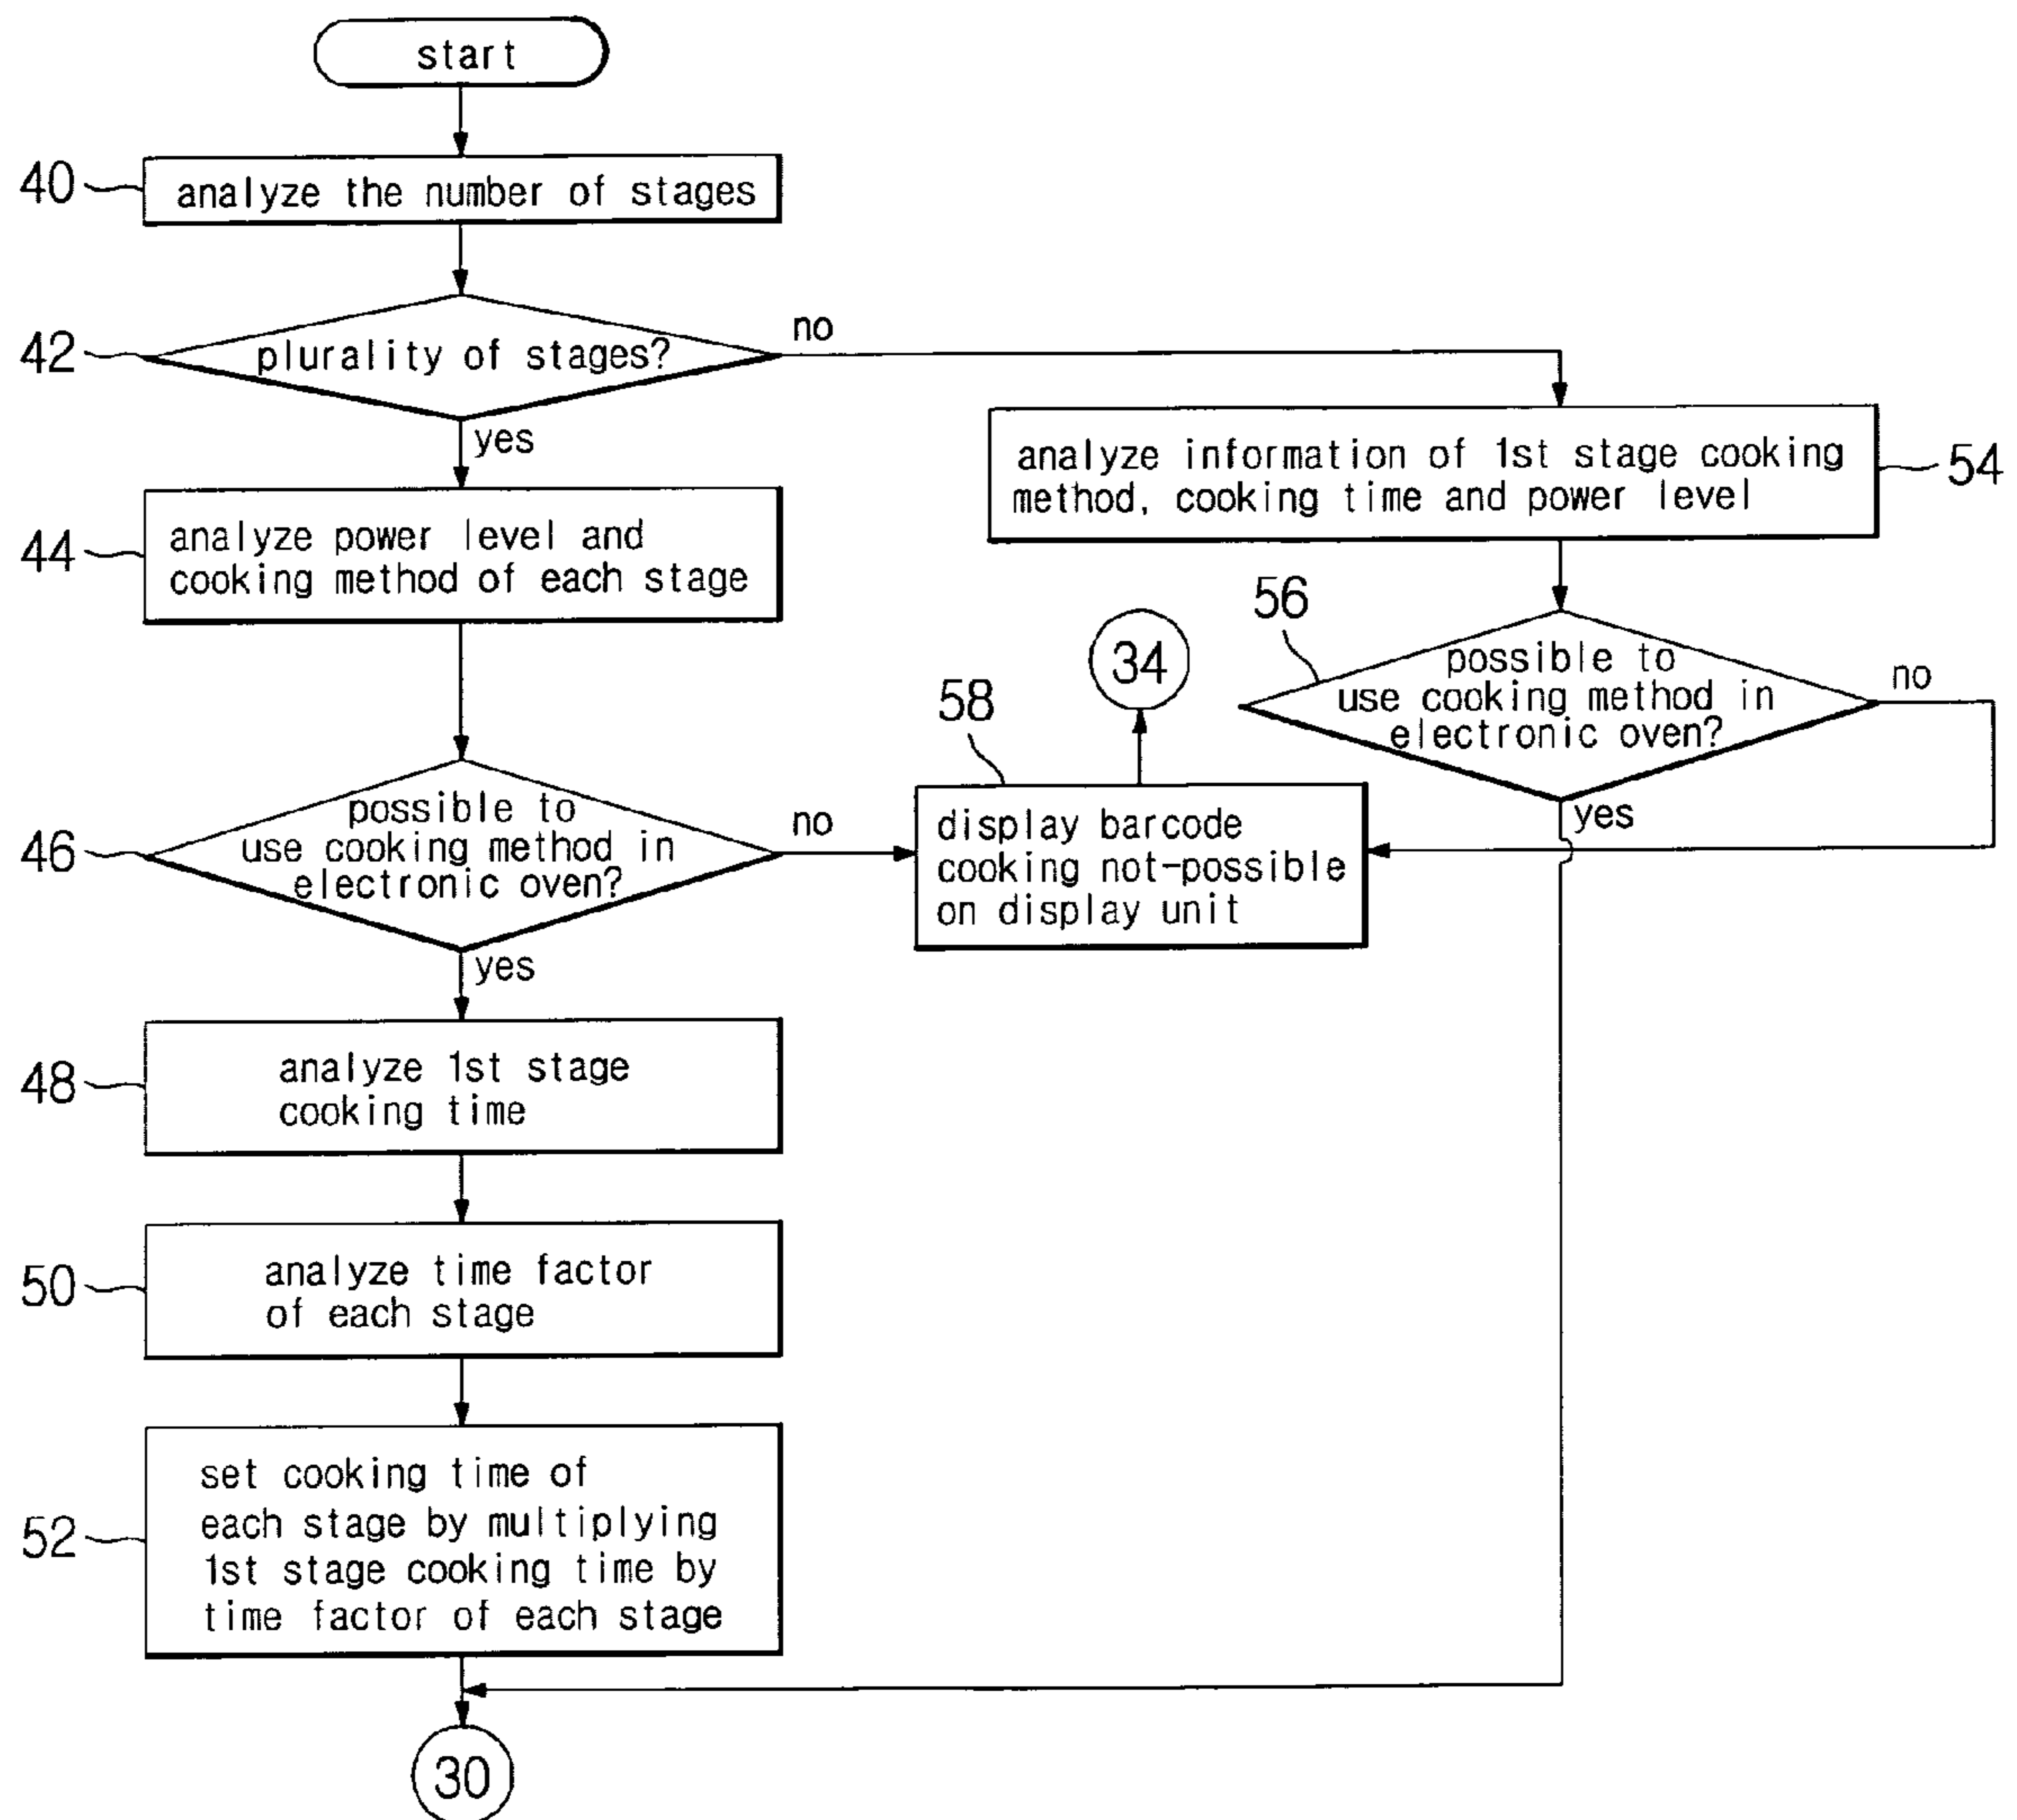 start
40
analyze the number of stages
42
plurality of stages?
no
yes
44
analyze power level and
cooking method of each stage
54
analyze information of 1st stage cooking
method, cooking time and power level
56
possible to
use cooking method in
electronic oven?
no
yes
34
58
display barcode
cooking not-possible
on display unit
46
possible to
use cooking method in
electronic oven?
no
yes
48
analyze 1st stage
cooking time
50
analyze time factor
of each stage
52
set cooking time of
each stage by multiplying
1st stage cooking time by
time factor of each stage
30